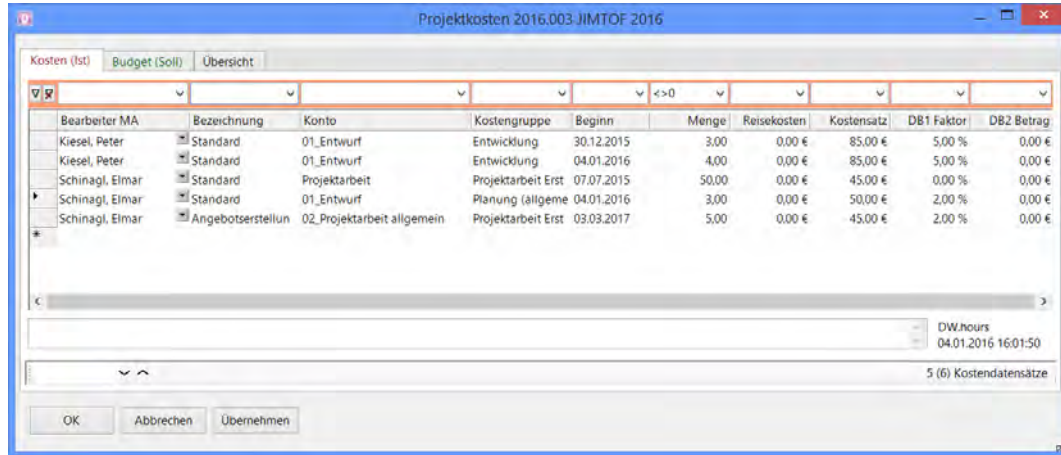 Projektkosten 2016.003 JIMTOF 2016
Kosten (Ist) Budget (Soll) Übersicht
<>0
Bearbeiter MA Bezeichnung Konto Kostengruppe Beginn Menge Reisekosten Kostensatz DB1 Faktor DB2 Betrag
Kiesel, Peter Standard 01_Entwurf Entwicklung 30.12.2015 3,00 0,00 € 85,00 € 5,00 % 0,00 €
Kiesel, Peter Standard 01_Entwurf Entwicklung 04.01.2016 4,00 0,00 € 85,00 € 5,00 % 0,00 €
Schinagl, Elmar Standard Projektarbeit Projektarbeit Erst 07.07.2015 50,00 0,00 € 45,00 € 0,00 % 0,00 €
Schinagl, Elmar Standard 01_Entwurf Planung (allgeme 04.01.2016 3,00 0,00 € 50,00 € 2,00 % 0,00 €
Schinagl, Elmar Angebotserstellun 02_Projektarbeit allgemein Projektarbeit Erst 03.03.2017 5,00 0,00 € 45,00 € 2,00 % 0,00 €
DW.hours
04.01.2016 16:01:50
5 (6) Kostendatensätze
OK Abbrechen Übernehmen